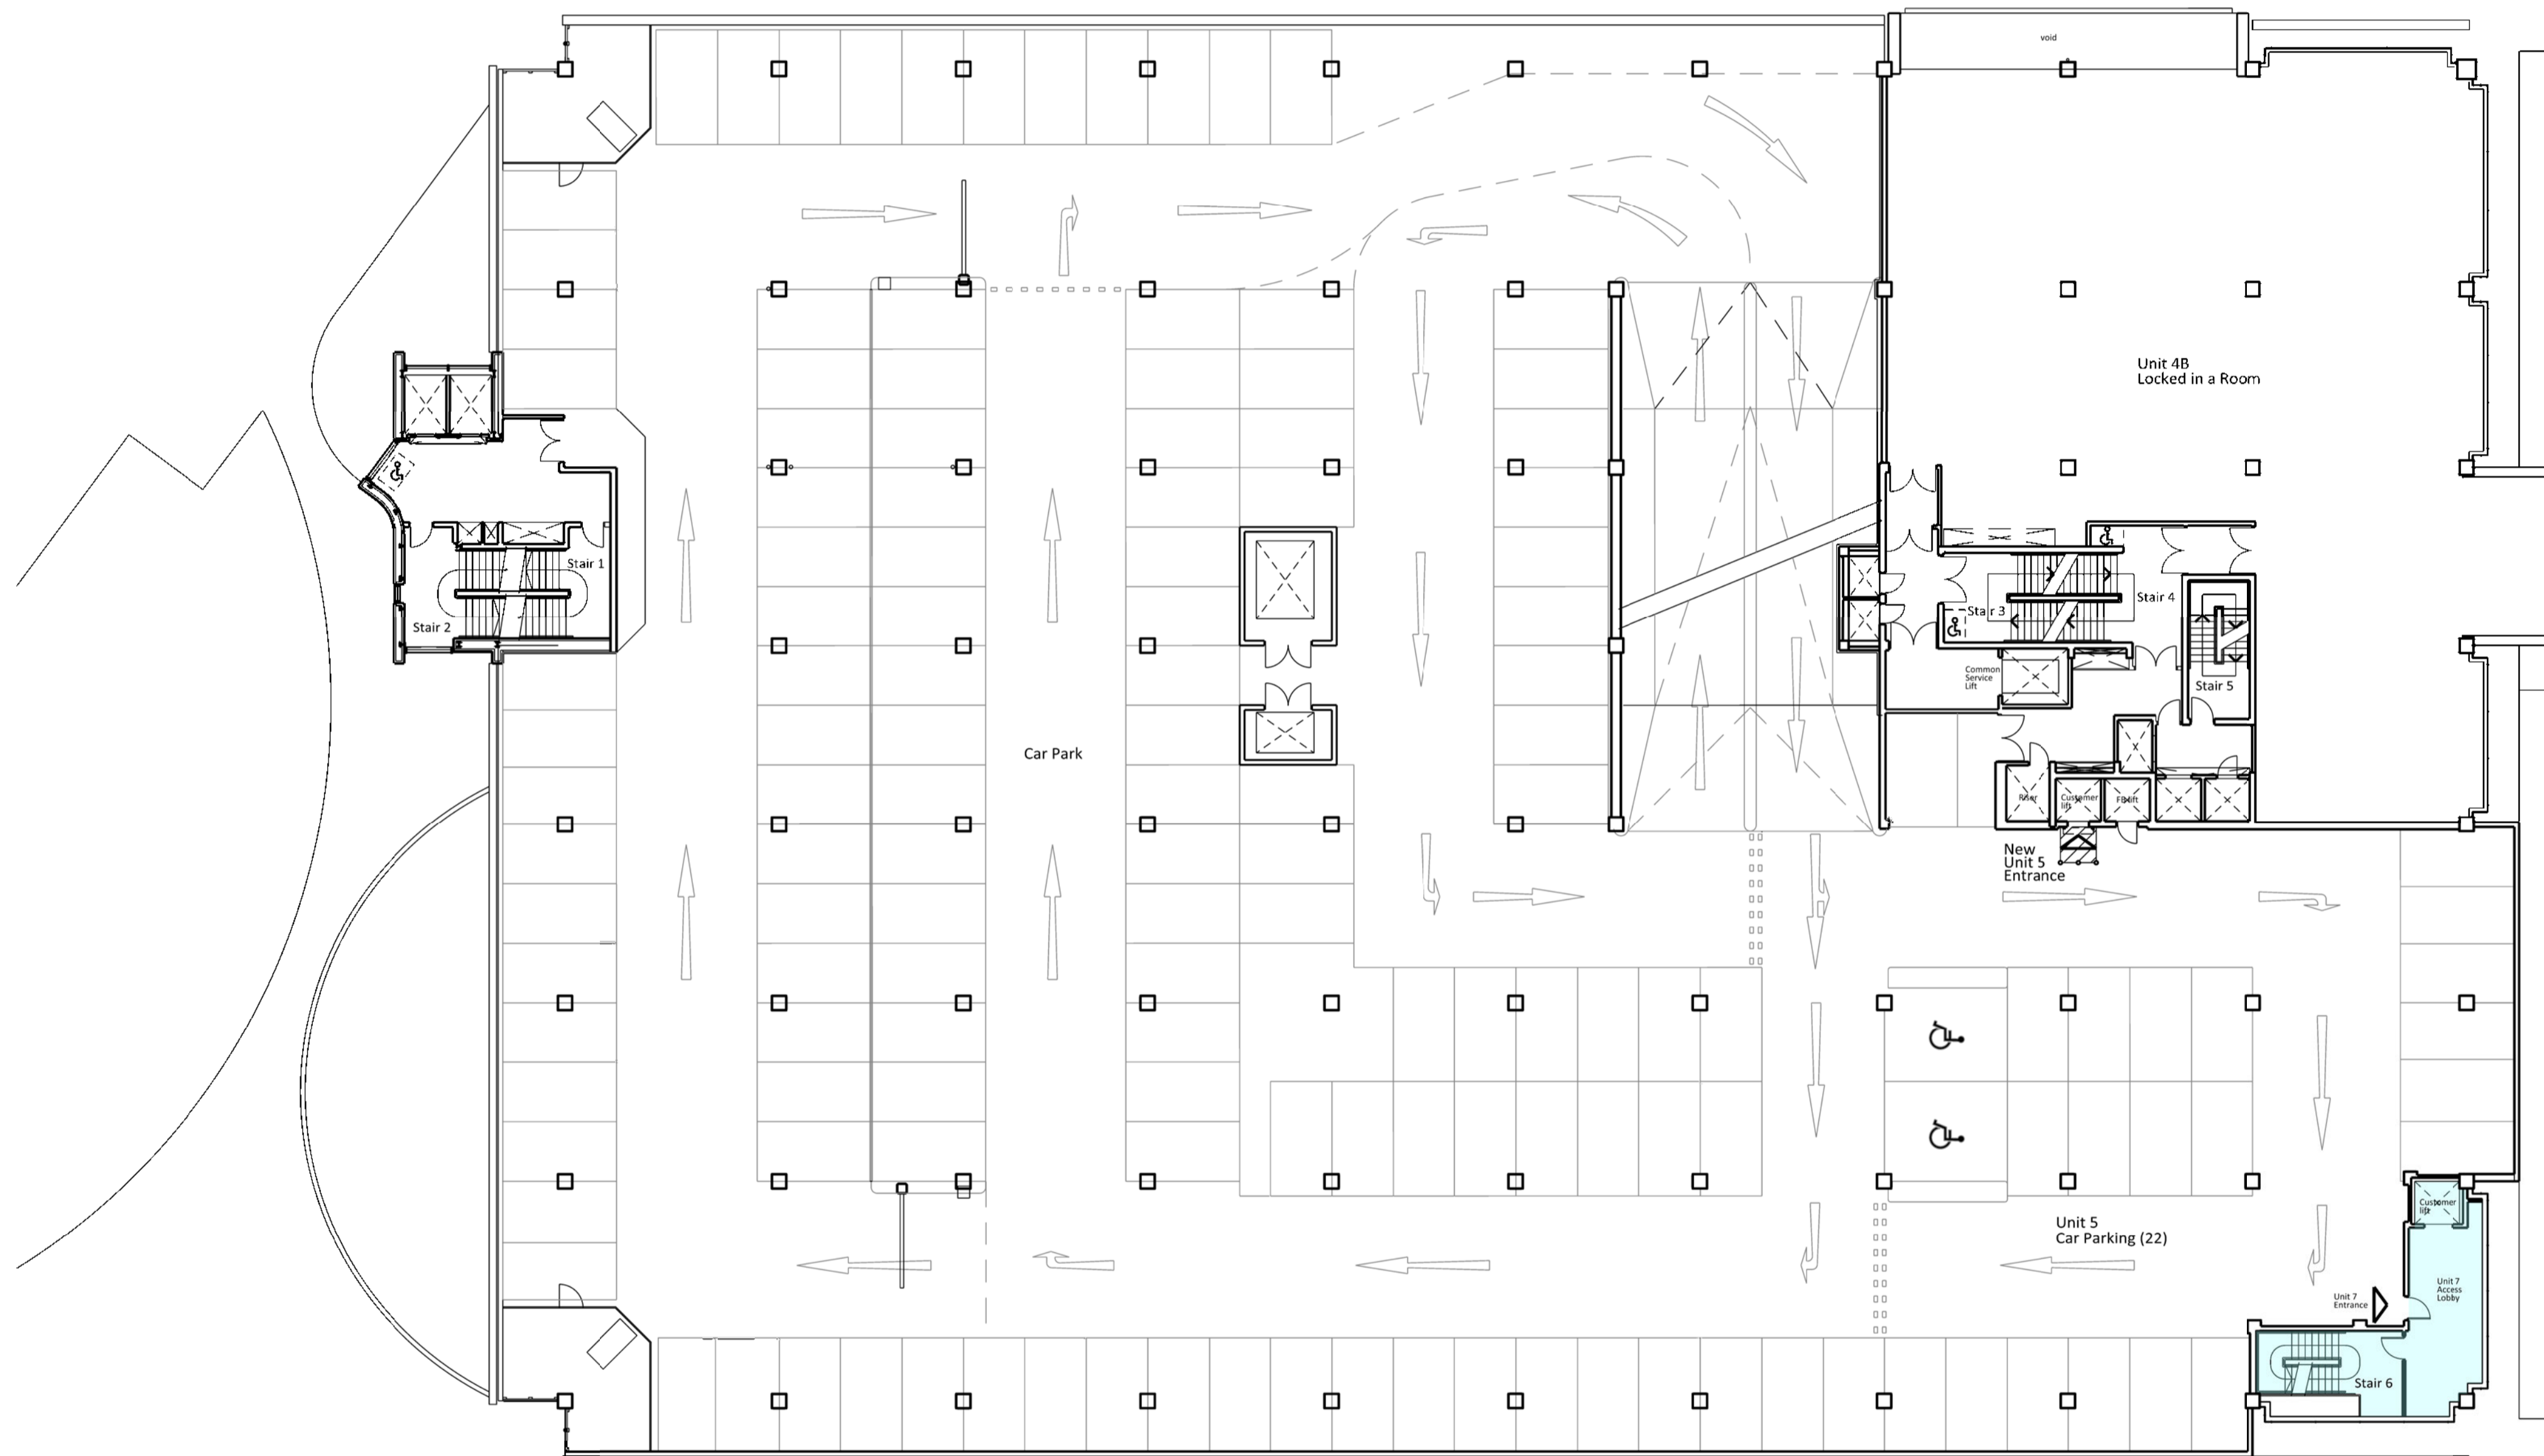 void
Unit 4B
Locked in a Room
Stair 1
Stair 2
Stair 3
Stair 4
Common
Service
Lift
Stair 5
Car Park
Riser
Customer
lift
FB lift
New
Unit 5
Entrance
Customer
lift
Unit 5
Car Parking (22)
Unit 7
Access
Lobby
Unit 7
Entrance
Stair 6